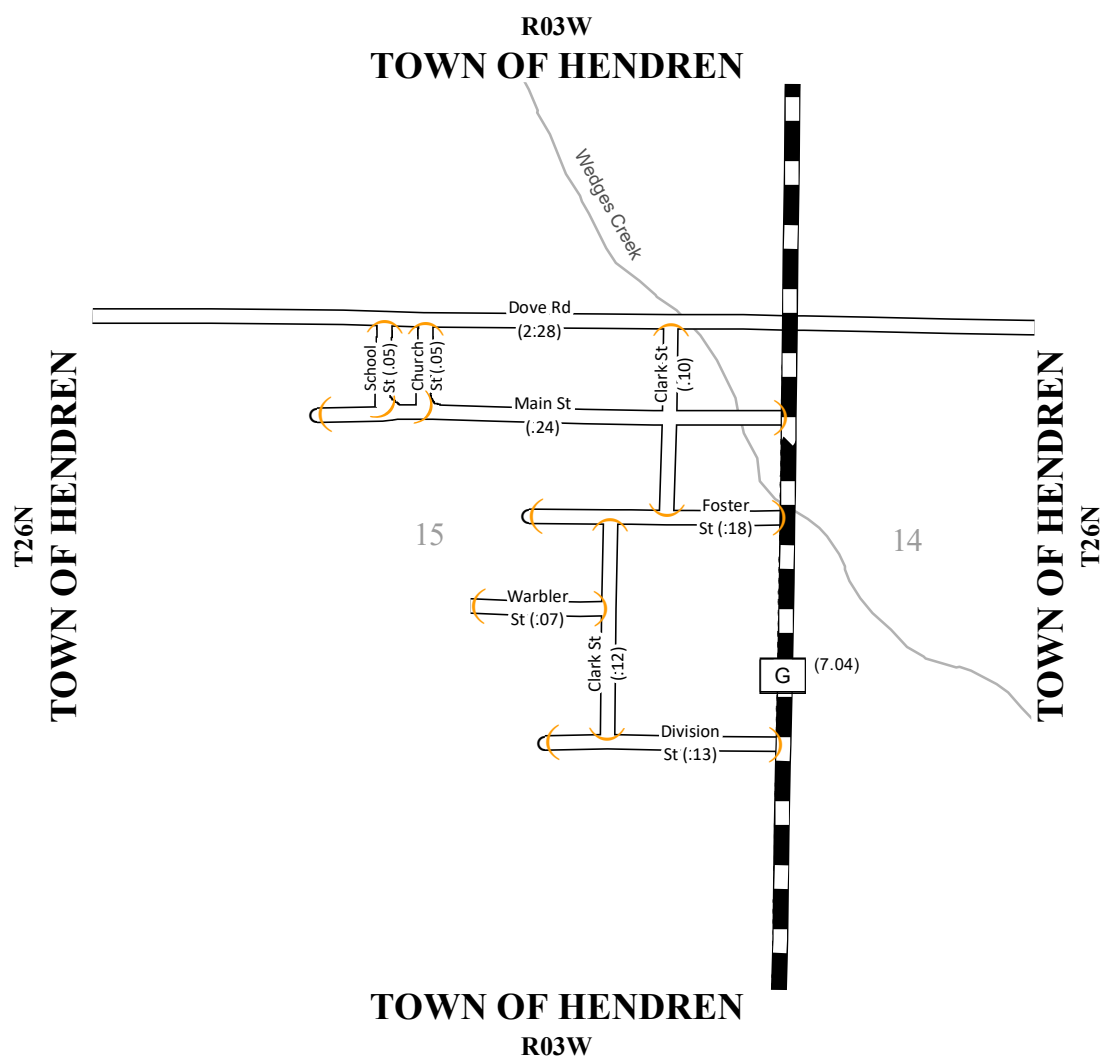 R03W
TOWN OF HENDREN
Wedges Creek
Dove Rd
(2.28)
School
St (.05)
Church
St (.05)
Clark St
(.10)
Main St
(.24)
TOWN OF HENDREN
T26N
TOWN OF HENDREN
T26N
Foster
St (.18)
15
14
Warbler
St (.07)
Clark St
(.12)
G
(7.04)
Division
St (.13)
TOWN OF HENDREN
R03W